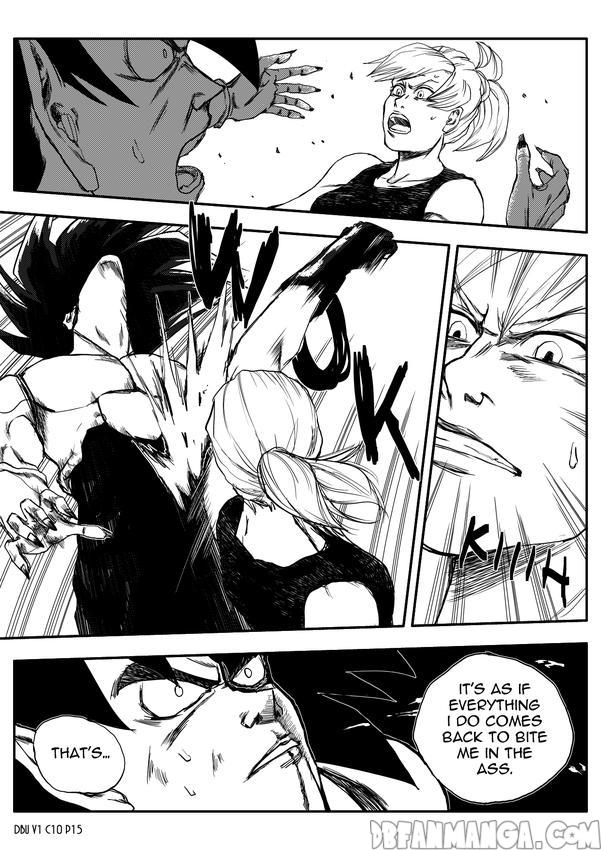 WOK
KIIIH
THAT'S...
IT'S AS IF
EVERYTHING
I DO COMES
BACK TO BITE
ME IN THE
ASS.
DBU V1 C10 P15
DBFANMANGA.COM